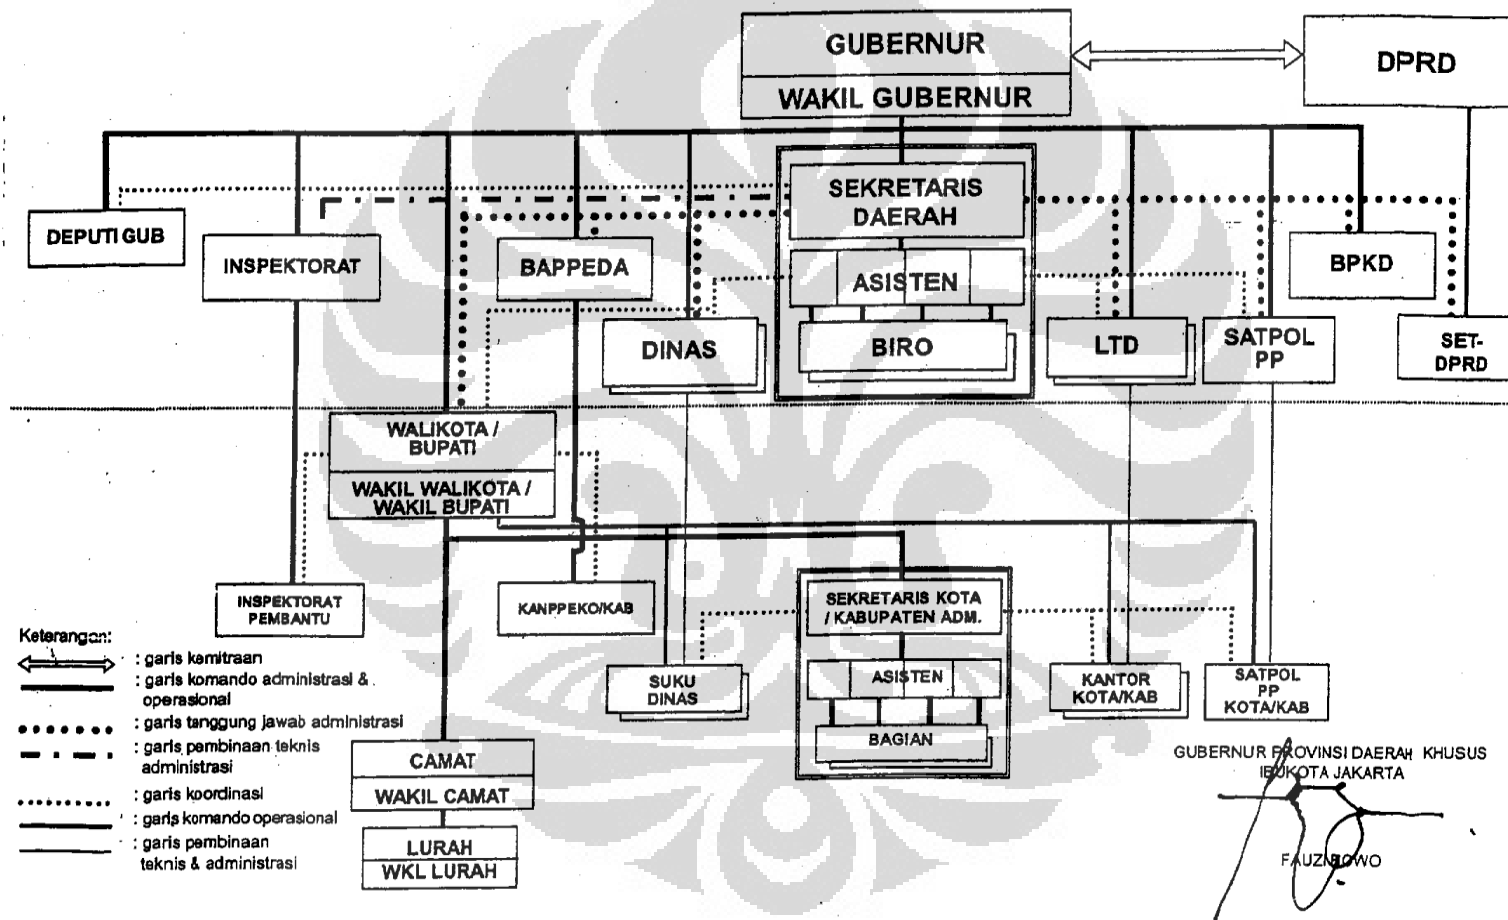 GUBERNUR
WAKIL GUBERNUR
DPRD
SEKRETARIS
DAERAH
DEPUTI GUB
INSPEKTORAT
BAPPEDA
ASISTEN
BPKD
DINAS
BIRO
LTD
SATPOL
PP
SET-
DPRD
WALIKOTA /
BUPATI
WAKIL WALIKOTA /
WAKIL BUPATI
INSPEKTORAT
PEMBANTU
KANPPEKO/KAB
SEKRETARIS KOTA
/ KABUPATEN ADM.
SUKU
DINAS
ASISTEN
BAGIAN
KANTOR
KOTA/KAB
SATPOL
PP
KOTA/KAB
CAMAT
WAKIL CAMAT
LURAH
WKL LURAH
Keterangan:
: garis kemitraan
: garis komando administrasi &
operasional
: garis tanggung jawab administrasi
: garis pembinaan teknis
administrasi
: garis koordinasi
: garis komando operasional
: garis pembinaan
teknis & administrasi
GUBERNUR PROVINSI DAERAH KHUSUS
IBUKOTA JAKARTA
FAUZI BOWO